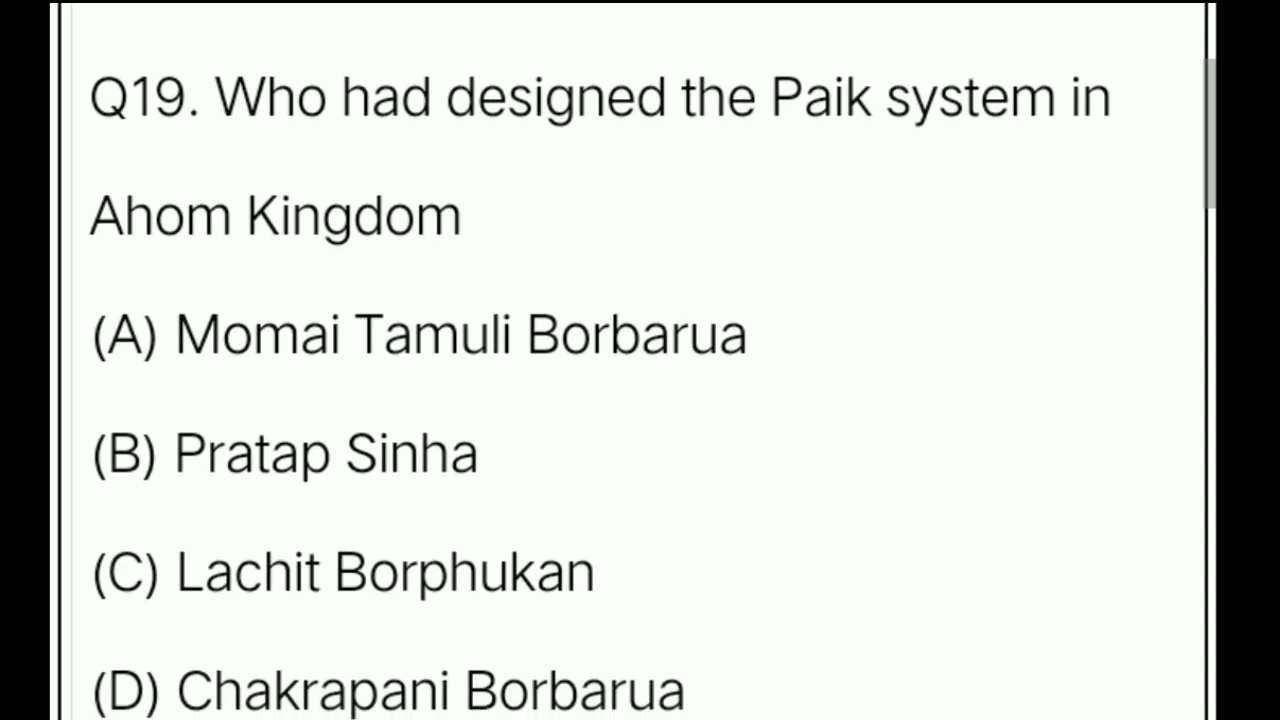 Q19. Who had designed the Paik system in
Ahom Kingdom
(A) Momai Tamuli Borbarua
(B) Pratap Sinha
(C) Lachit Borphukan
(D) Chakrapani Borbarua